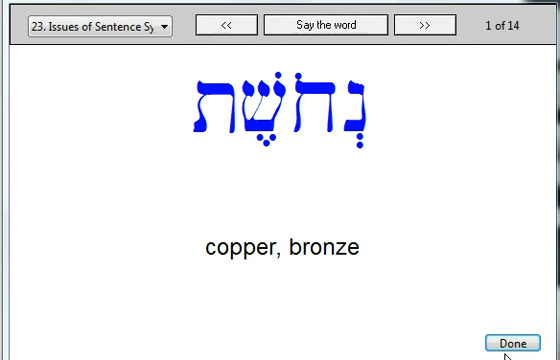 23. Issues of Sentence Sy
<<
Say the word
>>
1 of 14
נְחֹשֶׁת
copper, bronze
Done